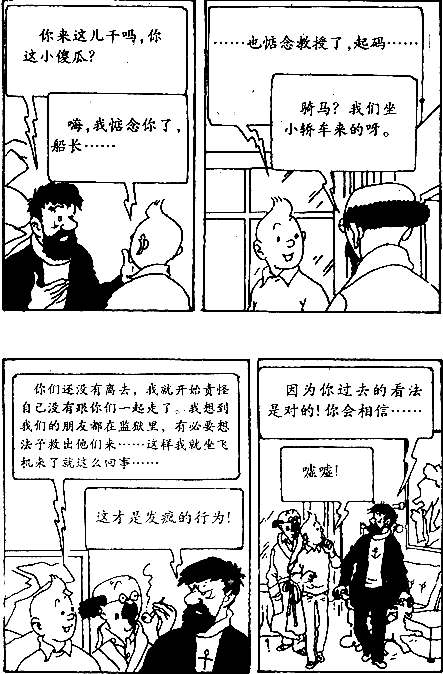 你来这儿干吗，你
这小傻瓜？
嗨，我惦念你了，
船长……
……也惦念教授了，起码……
骑马？我们坐
小轿车来的呀。
你们还没有离去，我就开始责怪
自己没有跟你们一起走了。我想到
我们的朋友都在监狱里，有必要想
法子救出他们来……这样我就坐飞
机来了就这么回事……
这才是发疯的行为！
因为你过去的看法
是对的！你会相信……
嘘嘘！